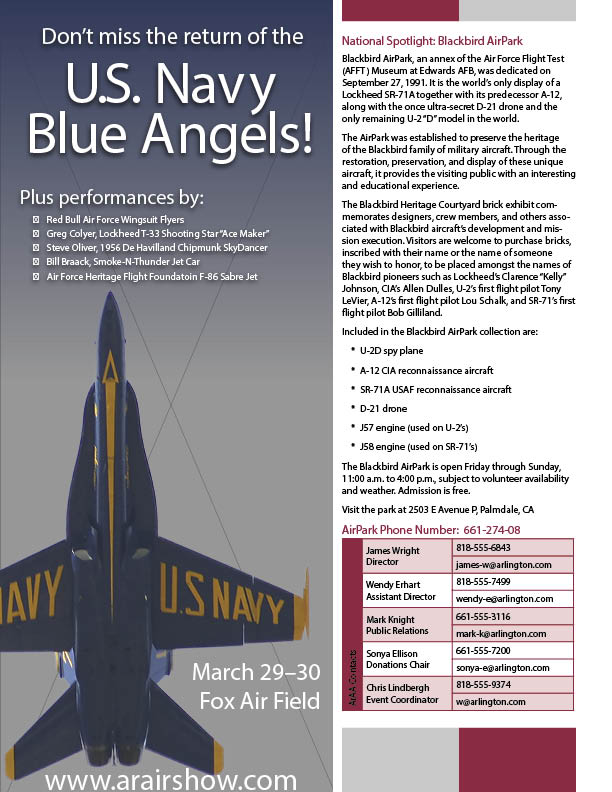 Don't miss the return of the
U.S. Navy
Blue Angels!
Plus performances by:
Red Bull Air Force Wingsuit Flyers
Greg Colyer, Lockheed T-33 Shooting Star "Ace Maker"
Steve Oliver, 1956 De Havilland Chipmunk SkyDancer
Bill Braack, Smoke-N-Thunder Jet Car
Air Force Heritage Flight Foundatoin F-86 Sabre Jet
NAVY
U.S NAVY
March 29–30
Fox Air Field
www.arairshow.com
National Spotlight: Blackbird AirPark
Blackbird AirPark, an annex of the Air Force Flight Test
(AFFT) Museum at Edwards AFB, was dedicated on
September 27, 1991. It is the world's only display of a
Lockheed SR-71A together with its predecessor A-12,
along with the once ultra-secret D-21 drone and the
only remaining U-2 "D" model in the world.
The AirPark was established to preserve the heritage
of the Blackbird family of military aircraft. Through the
restoration, preservation, and display of these unique
aircraft, it provides the visiting public with an interesting
and educational experience.
The Blackbird Heritage Courtyard brick exhibit com-
memorates designers, crew members, and others asso-
ciated with Blackbird aircraft's development and mis-
sion execution. Visitors are welcome to purchase bricks,
inscribed with their name or the name of someone
they wish to honor, to be placed amongst the names of
Blackbird pioneers such as Lockheed's Clarence "Kelly"
Johnson, CIA's Allen Dulles, U-2's first flight pilot Tony
LeVier, A-12's first flight pilot Lou Schalk, and SR-71's first
flight pilot Bob Gilliland.
Included in the Blackbird AirPark collection are:
• U-2D spy plane
• A-12 CIA reconnaissance aircraft
• SR-71A USAF reconnaissance aircraft
• D-21 drone
• J57 engine (used on U-2's)
• J58 engine (used on SR-71's)
The Blackbird AirPark is open Friday through Sunday,
11:00 a.m. to 4:00 p.m., subject to volunteer availability
and weather. Admission is free.
Visit the park at 2503 E Avenue P, Palmdale, CA
AirPark Phone Number: 661-274-08
ArAA Contacts
James Wright
Director
818-555-6843
james-w@arlington.com
Wendy Erhart
Assistant Director
818-555-7499
wendy-e@arlington.com
Mark Knight
Public Relations
661-555-3116
mark-k@arlington.com
Sonya Ellison
Donations Chair
661-555-7200
sonya-e@arlington.com
Chris Lindbergh
Event Coordinator
818-555-9374
w@arlington.com